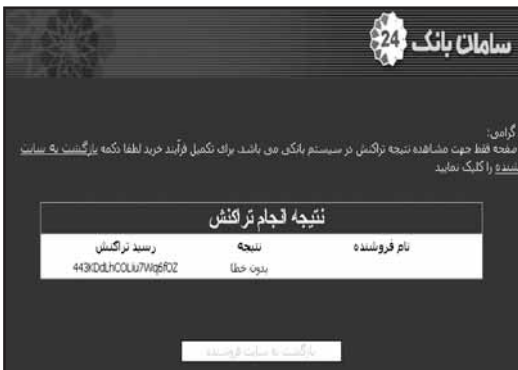 سامان بانک 24
گرامی:
صفحه فقط جهت مشاهده نتیجه تراکنش در سیستم بانکی می باشد. برای تکمیل فرآیند خرید لطفا دکمه بازگشت به سایت
شنده را کلیک نمایید
نتیجه انجام تراکنش
نام فروشنده نتیجه رسید تراکنش
بدون خطا
بازگشت به سایت فروشنده